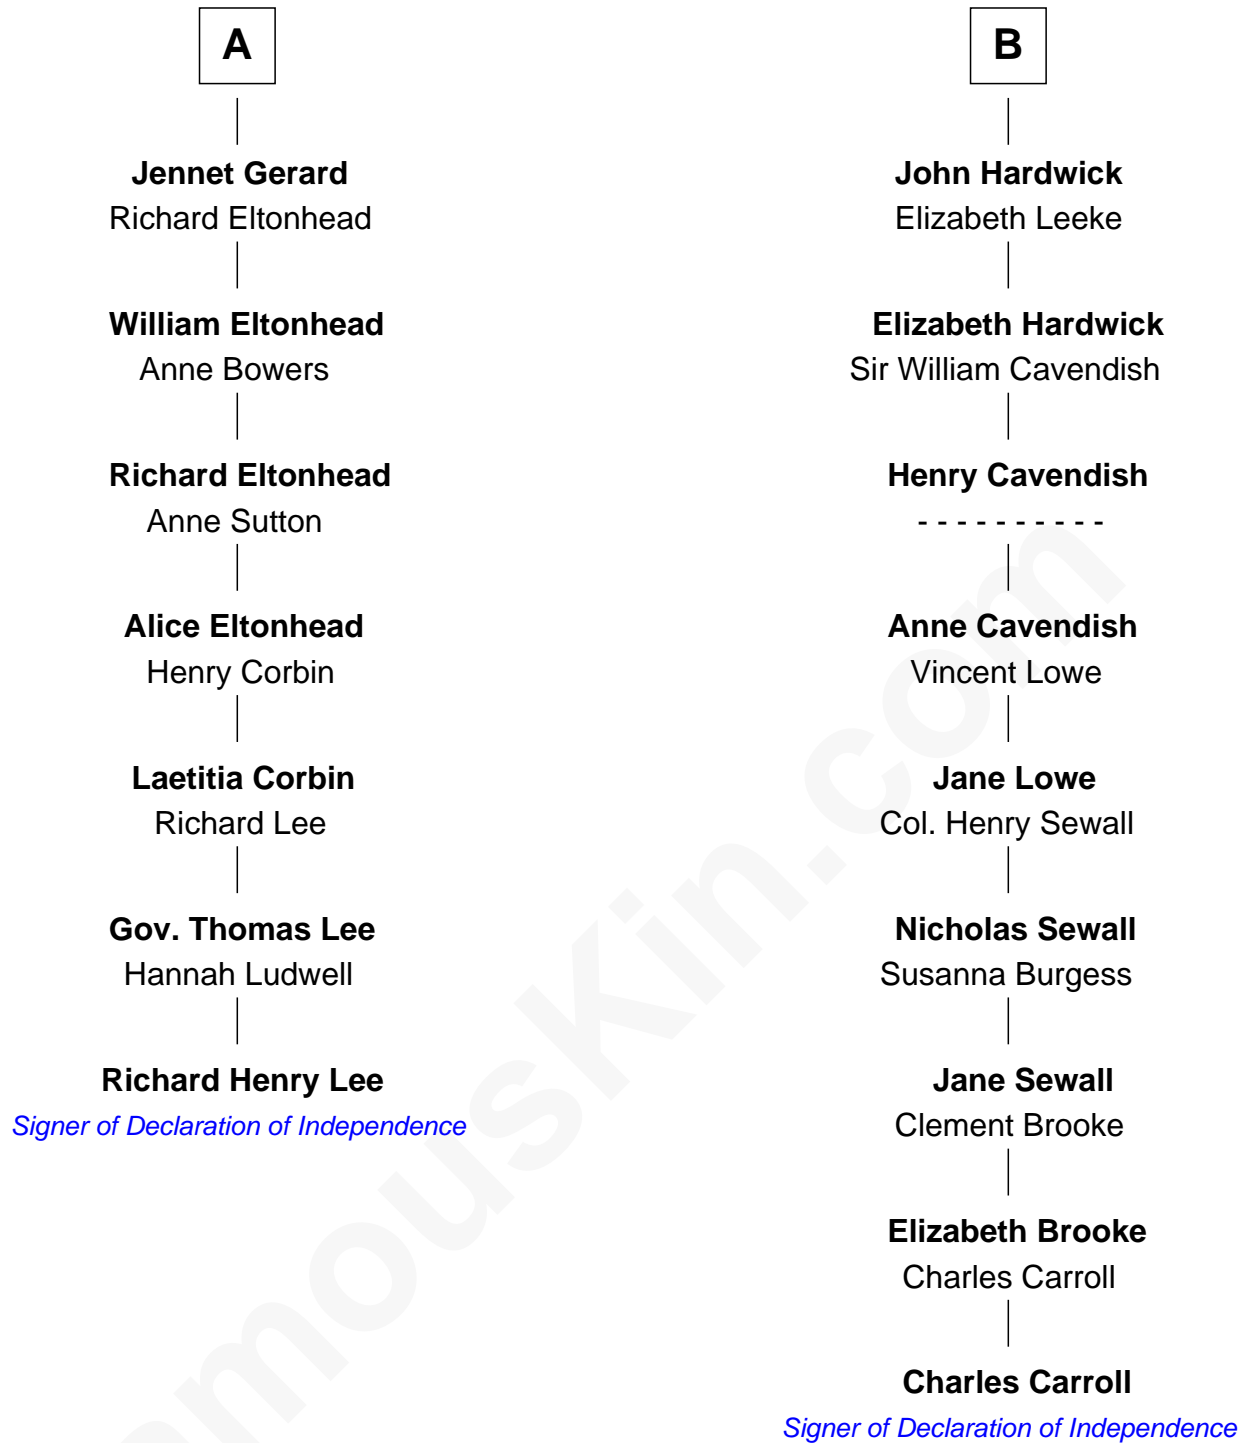 A
Jennet Gerard
Richard Eltonhead
William Eltonhead
Anne Bowers
Richard Eltonhead
Anne Sutton
Alice Eltonhead
Henry Corbin
Laetitia Corbin
Richard Lee
Gov. Thomas Lee
Hannah Ludwell
Richard Henry Lee
Signer of Declaration of Independence
B
John Hardwick
Elizabeth Leeke
Elizabeth Hardwick
Sir William Cavendish
Henry Cavendish
- - - - - - - - - -
Anne Cavendish
Vincent Lowe
Jane Lowe
Col. Henry Sewall
Nicholas Sewall
Susanna Burgess
Jane Sewall
Clement Brooke
Elizabeth Brooke
Charles Carroll
Charles Carroll
Signer of Declaration of Independence
amouskin.com